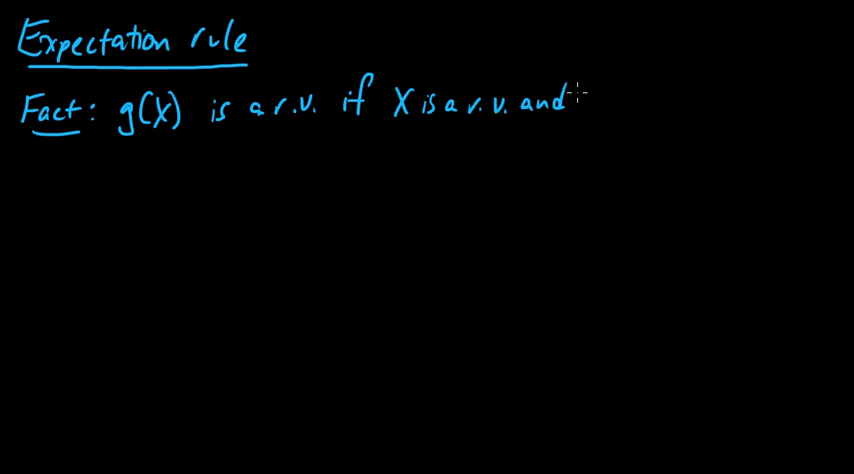 Expectation rule
Fact: g(X) is a r.v. if X is a r.v. and